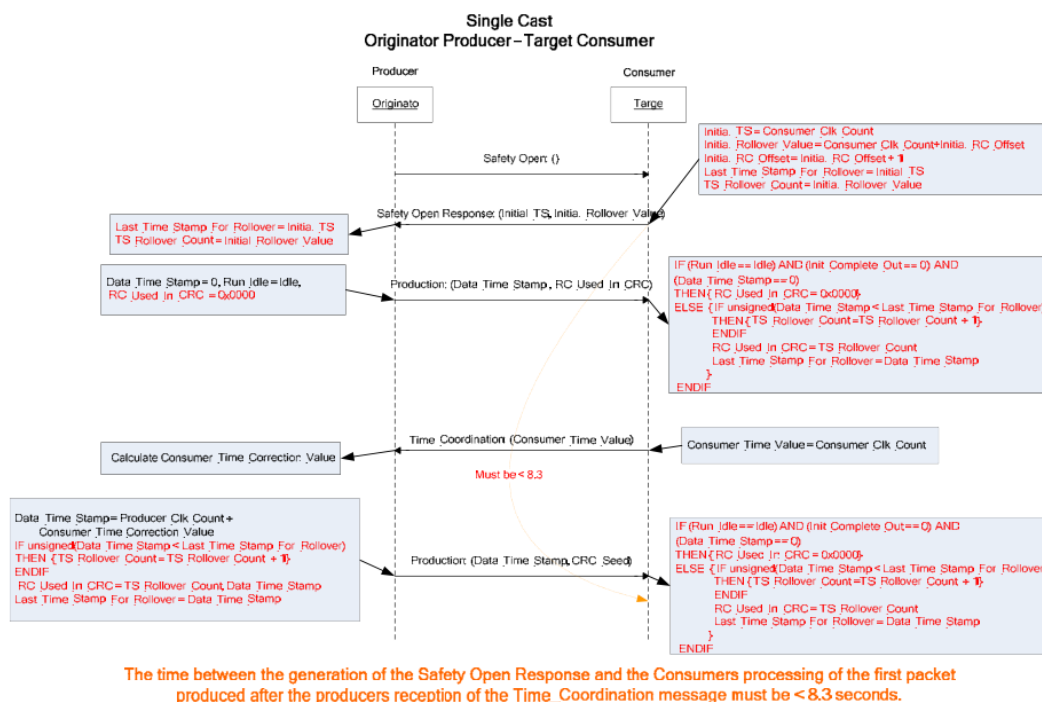 Single Cast
Originator Producer – Target Consumer
Producer
Consumer
Originato
Targe
Initia. TS = Consumer Clk Count
Initia. Rollover Value = Consumer Clk Count+Initia. RC Offset
Initia. RC Offset = Initia. RC Offset + 1
Last Time Stamp For Rollover = Initial TS
TS Rollover Count = Initia. Rollover Value
Safety Open: {}
Safety Open Response: (Initial TS, Initia. Rollover Value)
Last Time Stamp For Rollover = Initia. TS
TS Rollover Count = Initial Rollover Value
Data Time Stamp = 0, Run Idle = Idle,
RC Used In CRC = 0x0000
Production: (Data Time Stamp, RC Used In CRC)
IF (Run Idle == Idle) AND (Init Complete Out == 0) AND
(Data Time Stamp == 0)
THEN { RC Used In CRC = 0x0000}
ELSE { IF unsigned(Data Time Stamp < Last Time Stamp For Rollover)
THEN {TS Rollover Count = TS Rollover Count + 1}
ENDIF
RC Used In CRC = TS Rollover Count
Last Time Stamp For Rollover = Data Time Stamp
}
ENDIF
Time Coordination: (Consumer Time Value)
Consumer Time Value = Consumer Clk Count
Calculate Consumer Time Correction Value
Must be < 8.3
Data Time Stamp = Producer Clk Count +
Consumer Time Correction Value
IF unsigned(Data Time Stamp < Last Time Stamp For Rollover)
THEN {TS Rollover Count = TS Rollover Count + 1}
ENDIF
RC Used In CRC = TS Rollover Count, Data Time Stamp
Last Time Stamp For Rollover = Data Time Stamp
Production: (Data Time Stamp, CRC Seed)
IF (Run Idle == Idle) AND (Init Complete Out == 0) AND
(Data Time Stamp == 0)
THEN { RC Used In CRC = 0x0000}
ELSE { IF unsigned(Data Time Stamp < Last Time Stamp For Rollover
THEN {TS Rollover Count = TS Rollover Count + 1}
ENDIF
RC Used In CRC = TS Rollover Count
Last Time Stamp For Rollover = Data Time Stamp
}
ENDIF
The time between the generation of the Safety Open Response and the Consumers processing of the first packet
produced after the producers reception of the Time_Coordination message must be < 8.3 seconds.